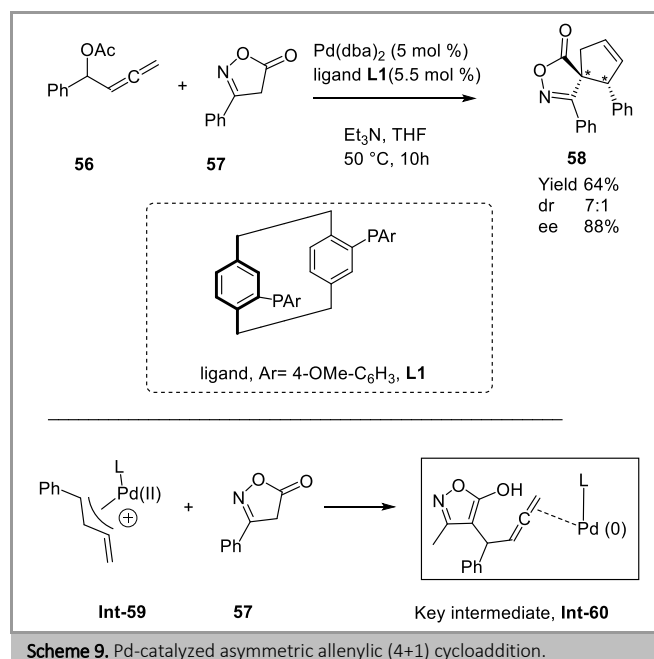 OAc
Ph
+
N
O
O
Ph
Pd(dba)₂ (5 mol %)
ligand L1(5.5 mol %)
Et₃N, THF
50 °C, 10h
O
O
N
* *
Ph
Ph
56
57
58
Yield 64%
dr 7:1
ee 88%
PAr
PAr
ligand, Ar= 4-OMe-C₆H₃, L1
Ph
L
Pd(II)
+
+
N
O
O
Ph
N
O
OH
Ph
L
Pd (0)
Int-59
57
Key intermediate, Int-60
Scheme 9. Pd-catalyzed asymmetric allenylic (4+1) cycloaddition.